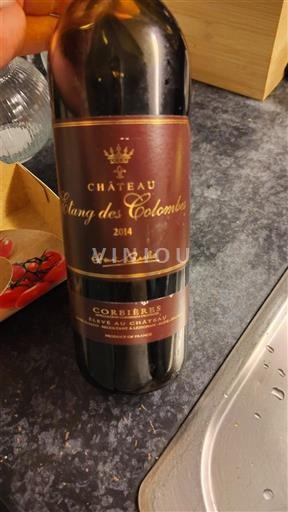 CHÂTEAU
Etang des Colombes
2014
VINIOU
CORBIÈRES
ÉLEVÉ AU CHÂTEAU
PRODUCT OF FRANCE